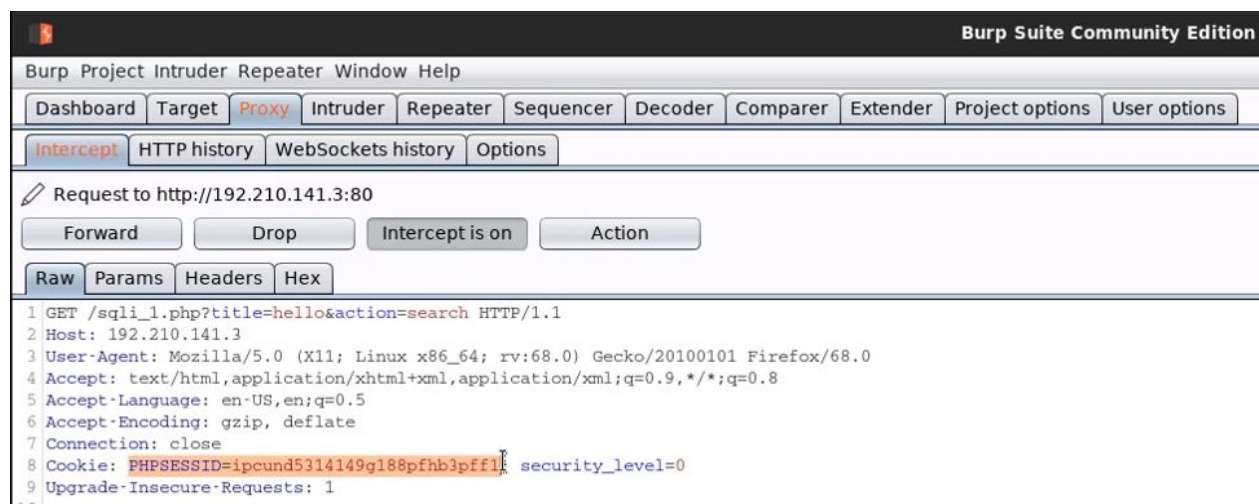 Burp Suite Community Edition
Burp Project Intruder Repeater Window Help
Dashboard Target Proxy Intruder Repeater Sequencer Decoder Comparer Extender Project options User options
Intercept HTTP history WebSockets history Options
Request to http://192.210.141.3:80
Forward Drop Intercept is on Action
Raw Params Headers Hex
1 GET /sqli_1.php?title=hello&action=search HTTP/1.1
2 Host: 192.210.141.3
3 User-Agent: Mozilla/5.0 (X11; Linux x86_64; rv:68.0) Gecko/20100101 Firefox/68.0
4 Accept: text/html,application/xhtml+xml,application/xml;q=0.9,*/*;q=0.8
5 Accept-Language: en-US,en;q=0.5
6 Accept-Encoding: gzip, deflate
7 Connection: close
8 Cookie: PHPSESSID=ipcund5314149g188pfhb3pff1; security_level=0
9 Upgrade-Insecure-Requests: 1